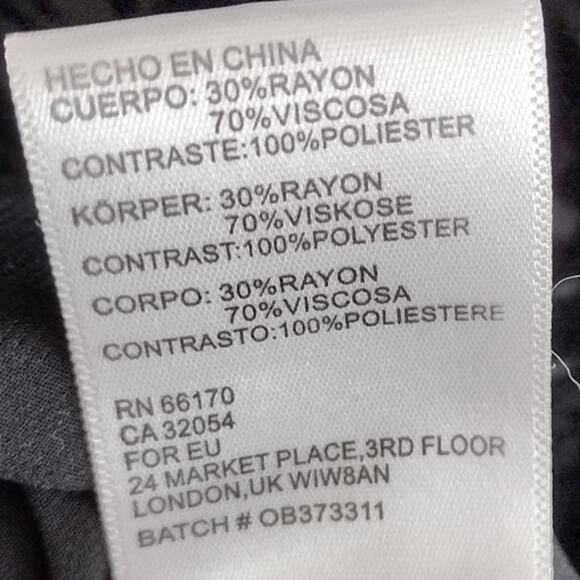 HECHO EN CHINA
CUERPO: 30%RAYON
70%VISCOSA
CONTRASTE:100%POLIESTER
KÖRPER: 30%RAYON
70%VISKOSE
CONTRAST:100%POLYESTER
CORPO: 30%RAYON
70%VISCOSA
CONTRASTO:100%POLIESTERE
RN 66170
CA 32054
FOR EU
24 MARKET PLACE,3RD FLOOR
LONDON,UK WIW8AN
BATCH # OB373311